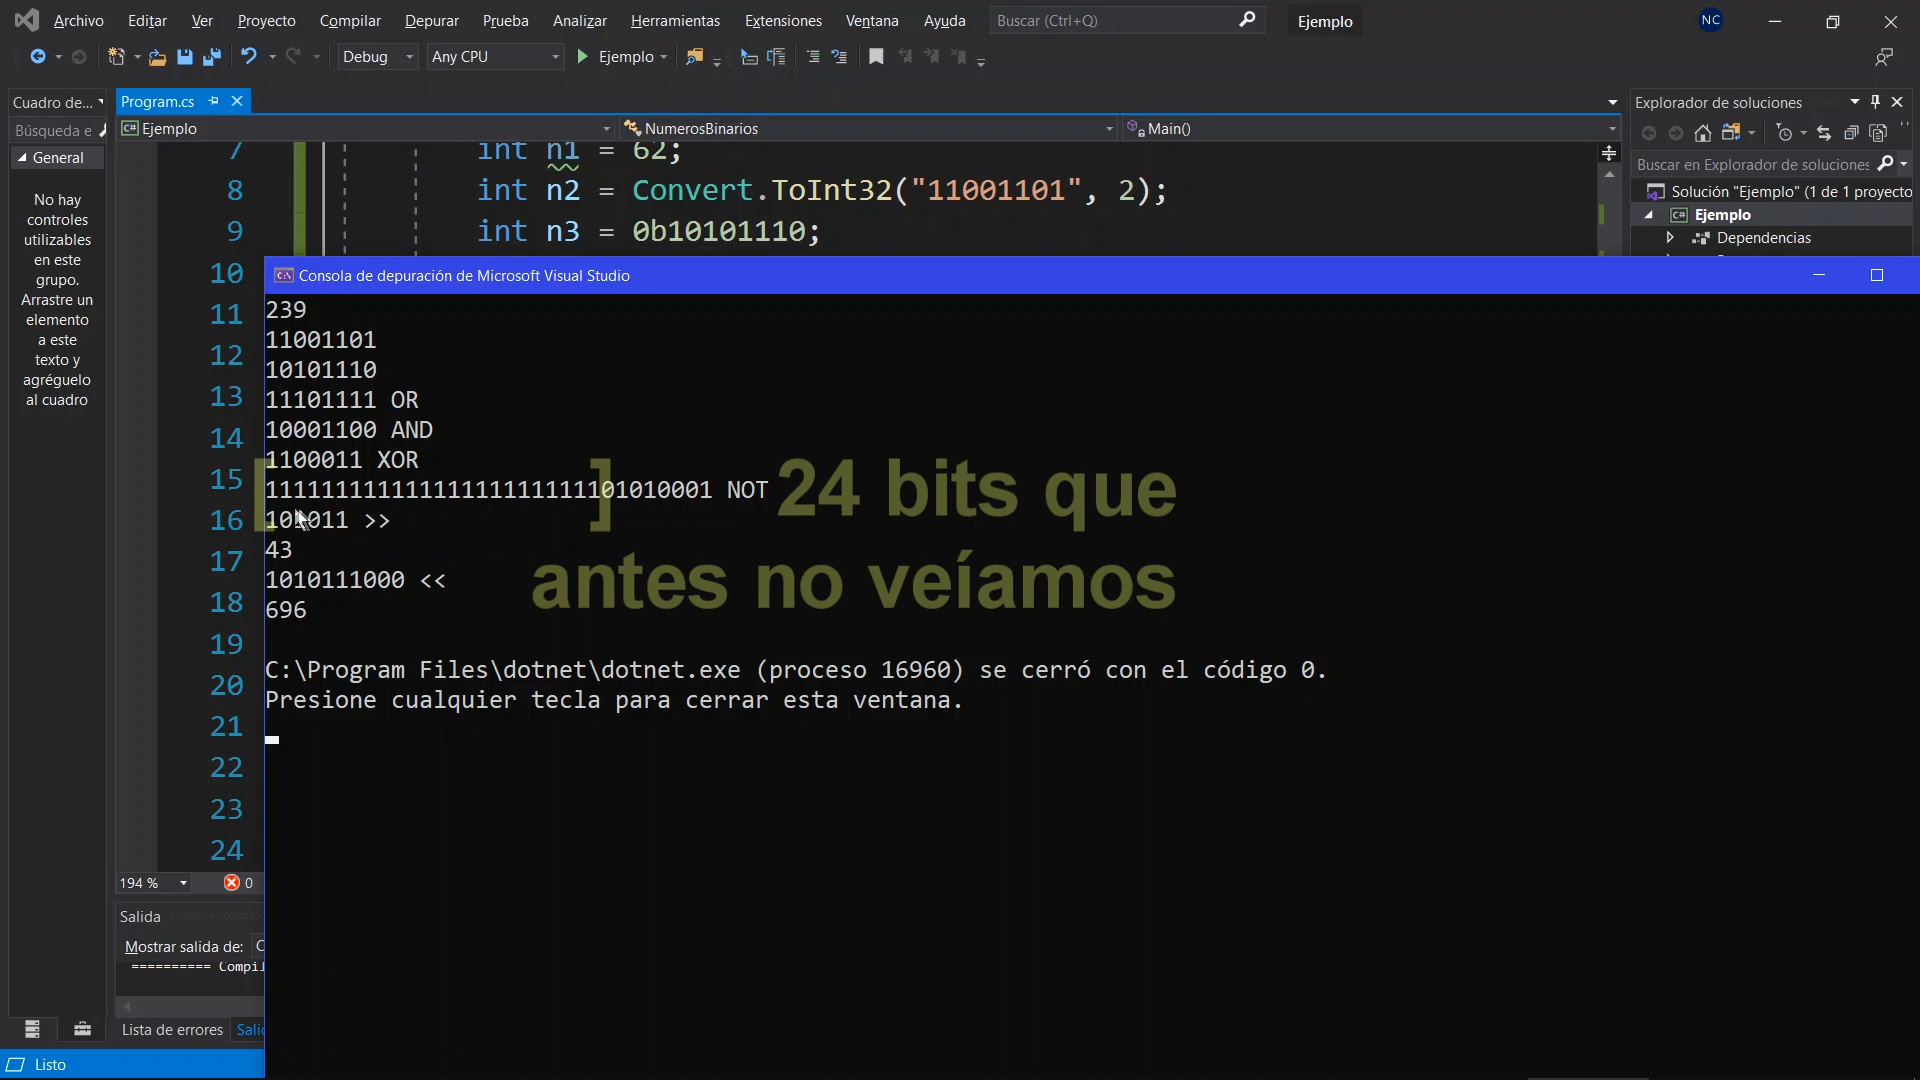 Archivo Editar Ver Proyecto Compilar Depurar Prueba Analizar Herramientas Extensiones Ventana Ayuda Buscar (Ctrl+Q) Ejemplo NC
Debug Any CPU Ejemplo
Cuadro de... Program.cs Explorador de soluciones
Búsqueda e C# Ejemplo NumerosBinarios Main()
General
No hay
controles
utilizables
en este
grupo.
Arrastre un
elemento
a este
texto y
agréguelo
al cuadro
7 int n1 = 62;
8 int n2 = Convert.ToInt32("11001101", 2);
9 int n3 = 0b10101110;
10
11
12
13
14
15
16
17
18
19
20
21
22
23
24
Buscar en Explorador de soluciones
Solución "Ejemplo" (1 de 1 proyecto
C# Ejemplo
Dependencias
C:\ Consola de depuración de Microsoft Visual Studio
239
11001101
10101110
11101111 OR
10001100 AND
1100011 XOR
11111111111111111111111101010001 NOT
101011 >>
43
1010111000 <<
696
C:\Program Files\dotnet\dotnet.exe (proceso 16960) se cerró con el código 0.
Presione cualquier tecla para cerrar esta ventana.
[ ] 24 bits que
antes no veíamos
194 % 0
Salida
Mostrar salida de: C
========== Compil
Lista de errores Salid
Listo